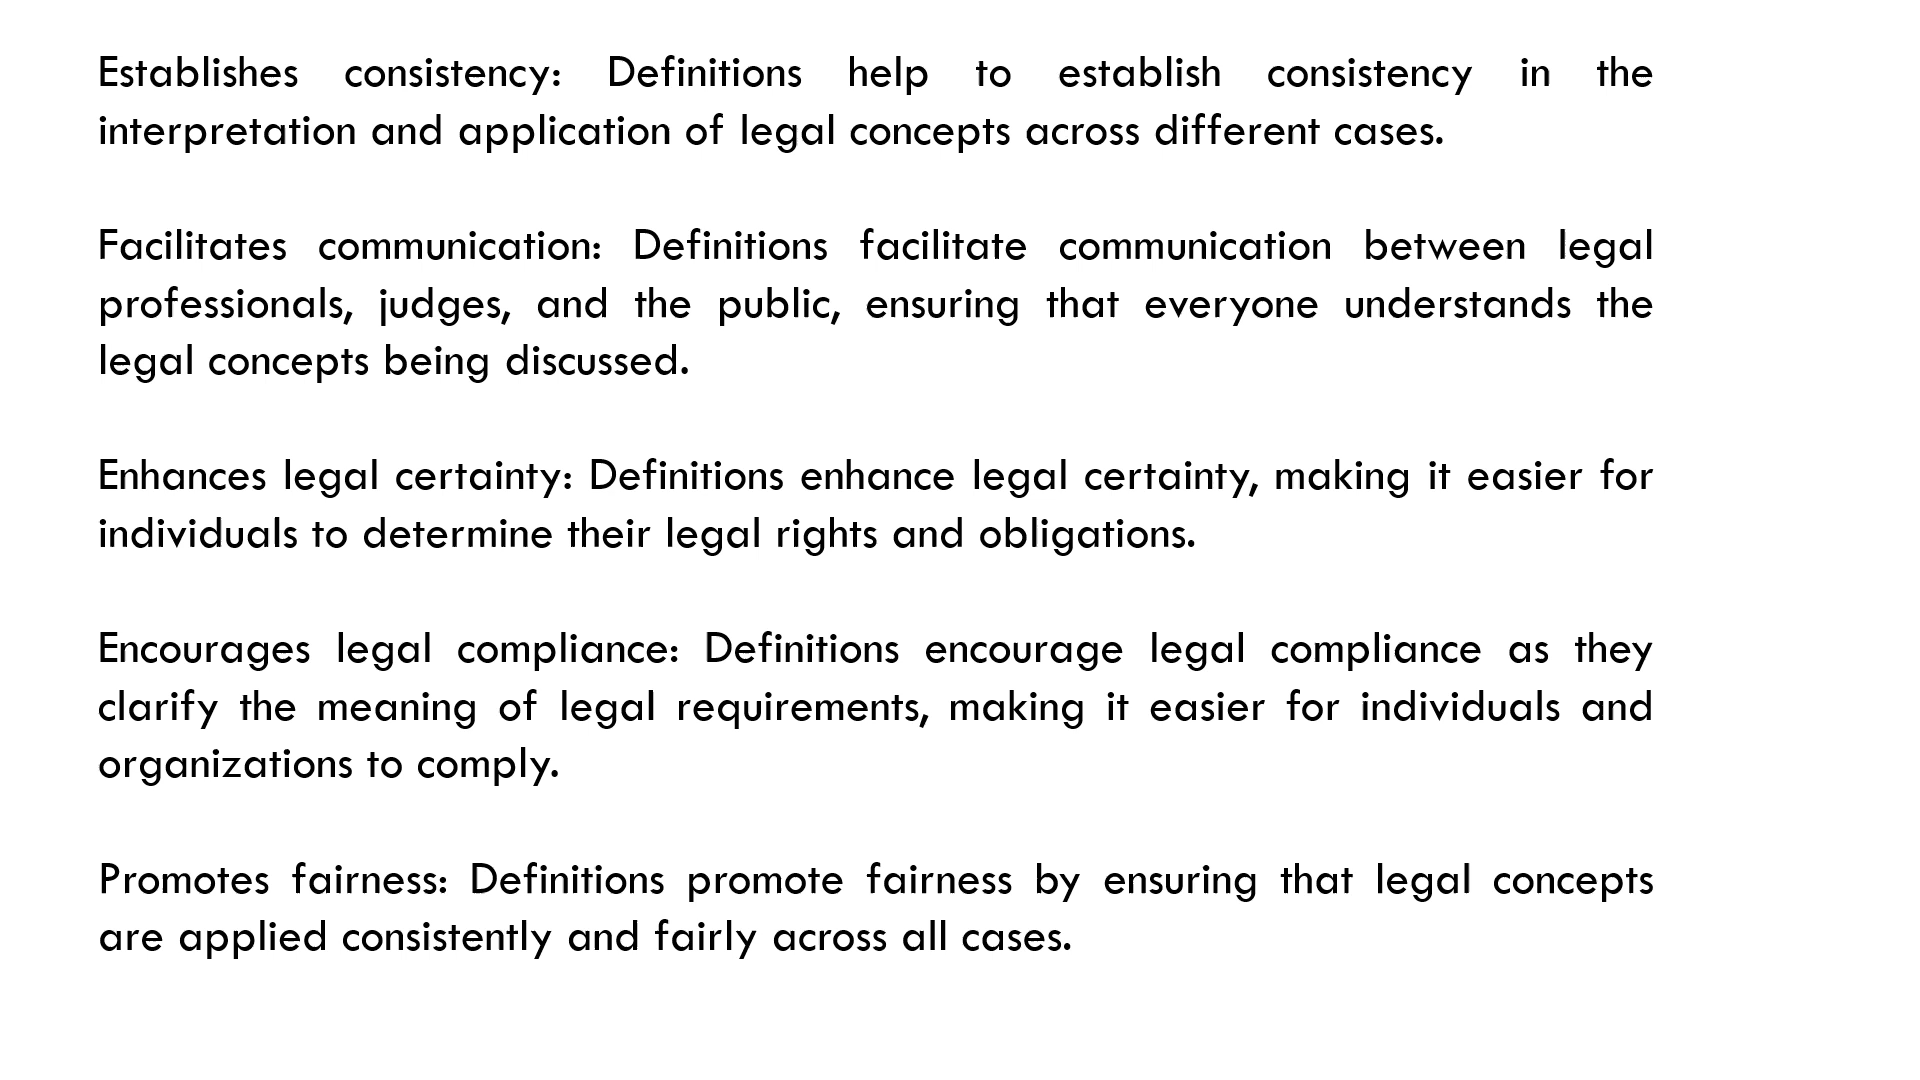 Establishes consistency: Definitions help to establish consistency in the
interpretation and application of legal concepts across different cases.
Facilitates communication: Definitions facilitate communication between legal
professionals, judges, and the public, ensuring that everyone understands the
legal concepts being discussed.
Enhances legal certainty: Definitions enhance legal certainty, making it easier for
individuals to determine their legal rights and obligations.
Encourages legal compliance: Definitions encourage legal compliance as they
clarify the meaning of legal requirements, making it easier for individuals and
organizations to comply.
Promotes fairness: Definitions promote fairness by ensuring that legal concepts
are applied consistently and fairly across all cases.